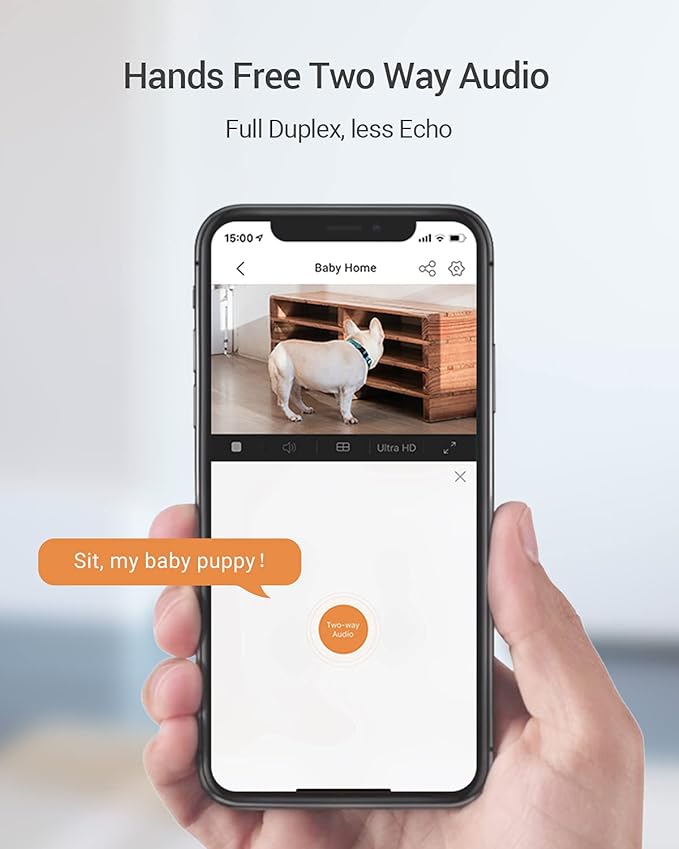 Hands Free Two Way Audio
Full Duplex, less Echo
15:00
Baby Home
Ultra HD
Sit, my baby puppy!
Two-way
Audio